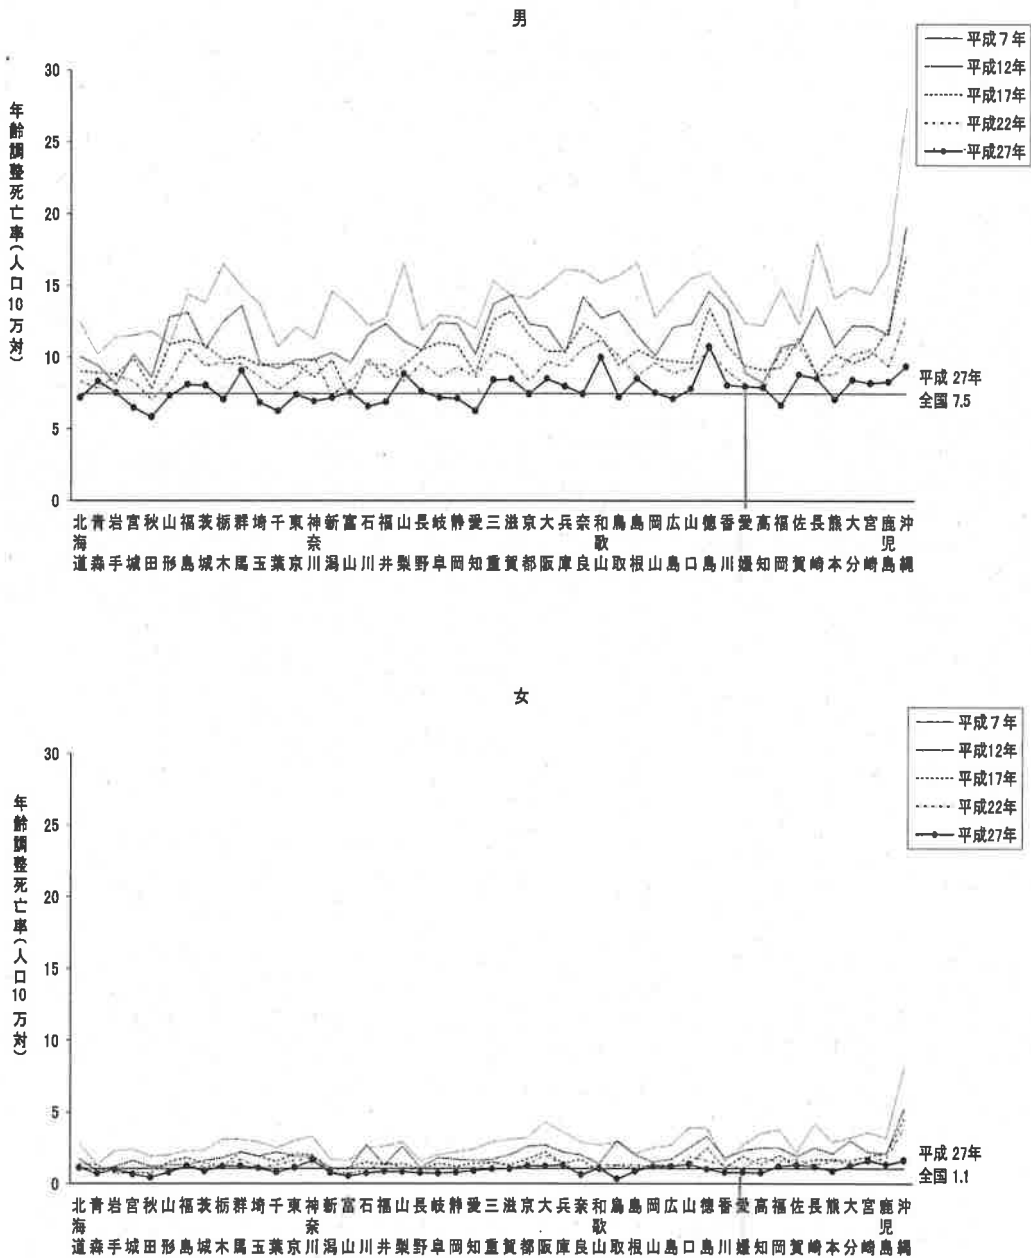 男
平成7年
平成12年
平成17年
平成22年
平成27年
年齢調整死亡率(人口10万対)
30
25
20
15
10
5
0
平成 27年
全国 7.5
北海道 青森 岩手 宮城 秋田 山形 福島 茨城 栃木 群馬 埼玉 千葉 東京 神奈川 新潟 富山 石川 福井 山梨 長野 岐阜 静岡 愛知 三重 滋賀 京都 大阪 兵庫 奈良 和歌山 鳥取 島根 岡山 広島 山口 徳島 香川 愛媛 高知 福岡 佐賀 長崎 熊本 大分 宮崎 鹿児島 沖縄
女
平成7年
平成12年
平成17年
平成22年
平成27年
年齢調整死亡率(人口10万対)
30
25
20
15
10
5
0
平成 27年
全国 1.1
北海道 青森 岩手 宮城 秋田 山形 福島 茨城 栃木 群馬 埼玉 千葉 東京 神奈川 新潟 富山 石川 福井 山梨 長野 岐阜 静岡 愛知 三重 滋賀 京都 大阪 兵庫 奈良 和歌山 鳥取 島根 岡山 広島 山口 徳島 香川 愛媛 高知 福岡 佐賀 長崎 熊本 大分 宮崎 鹿児島 沖縄